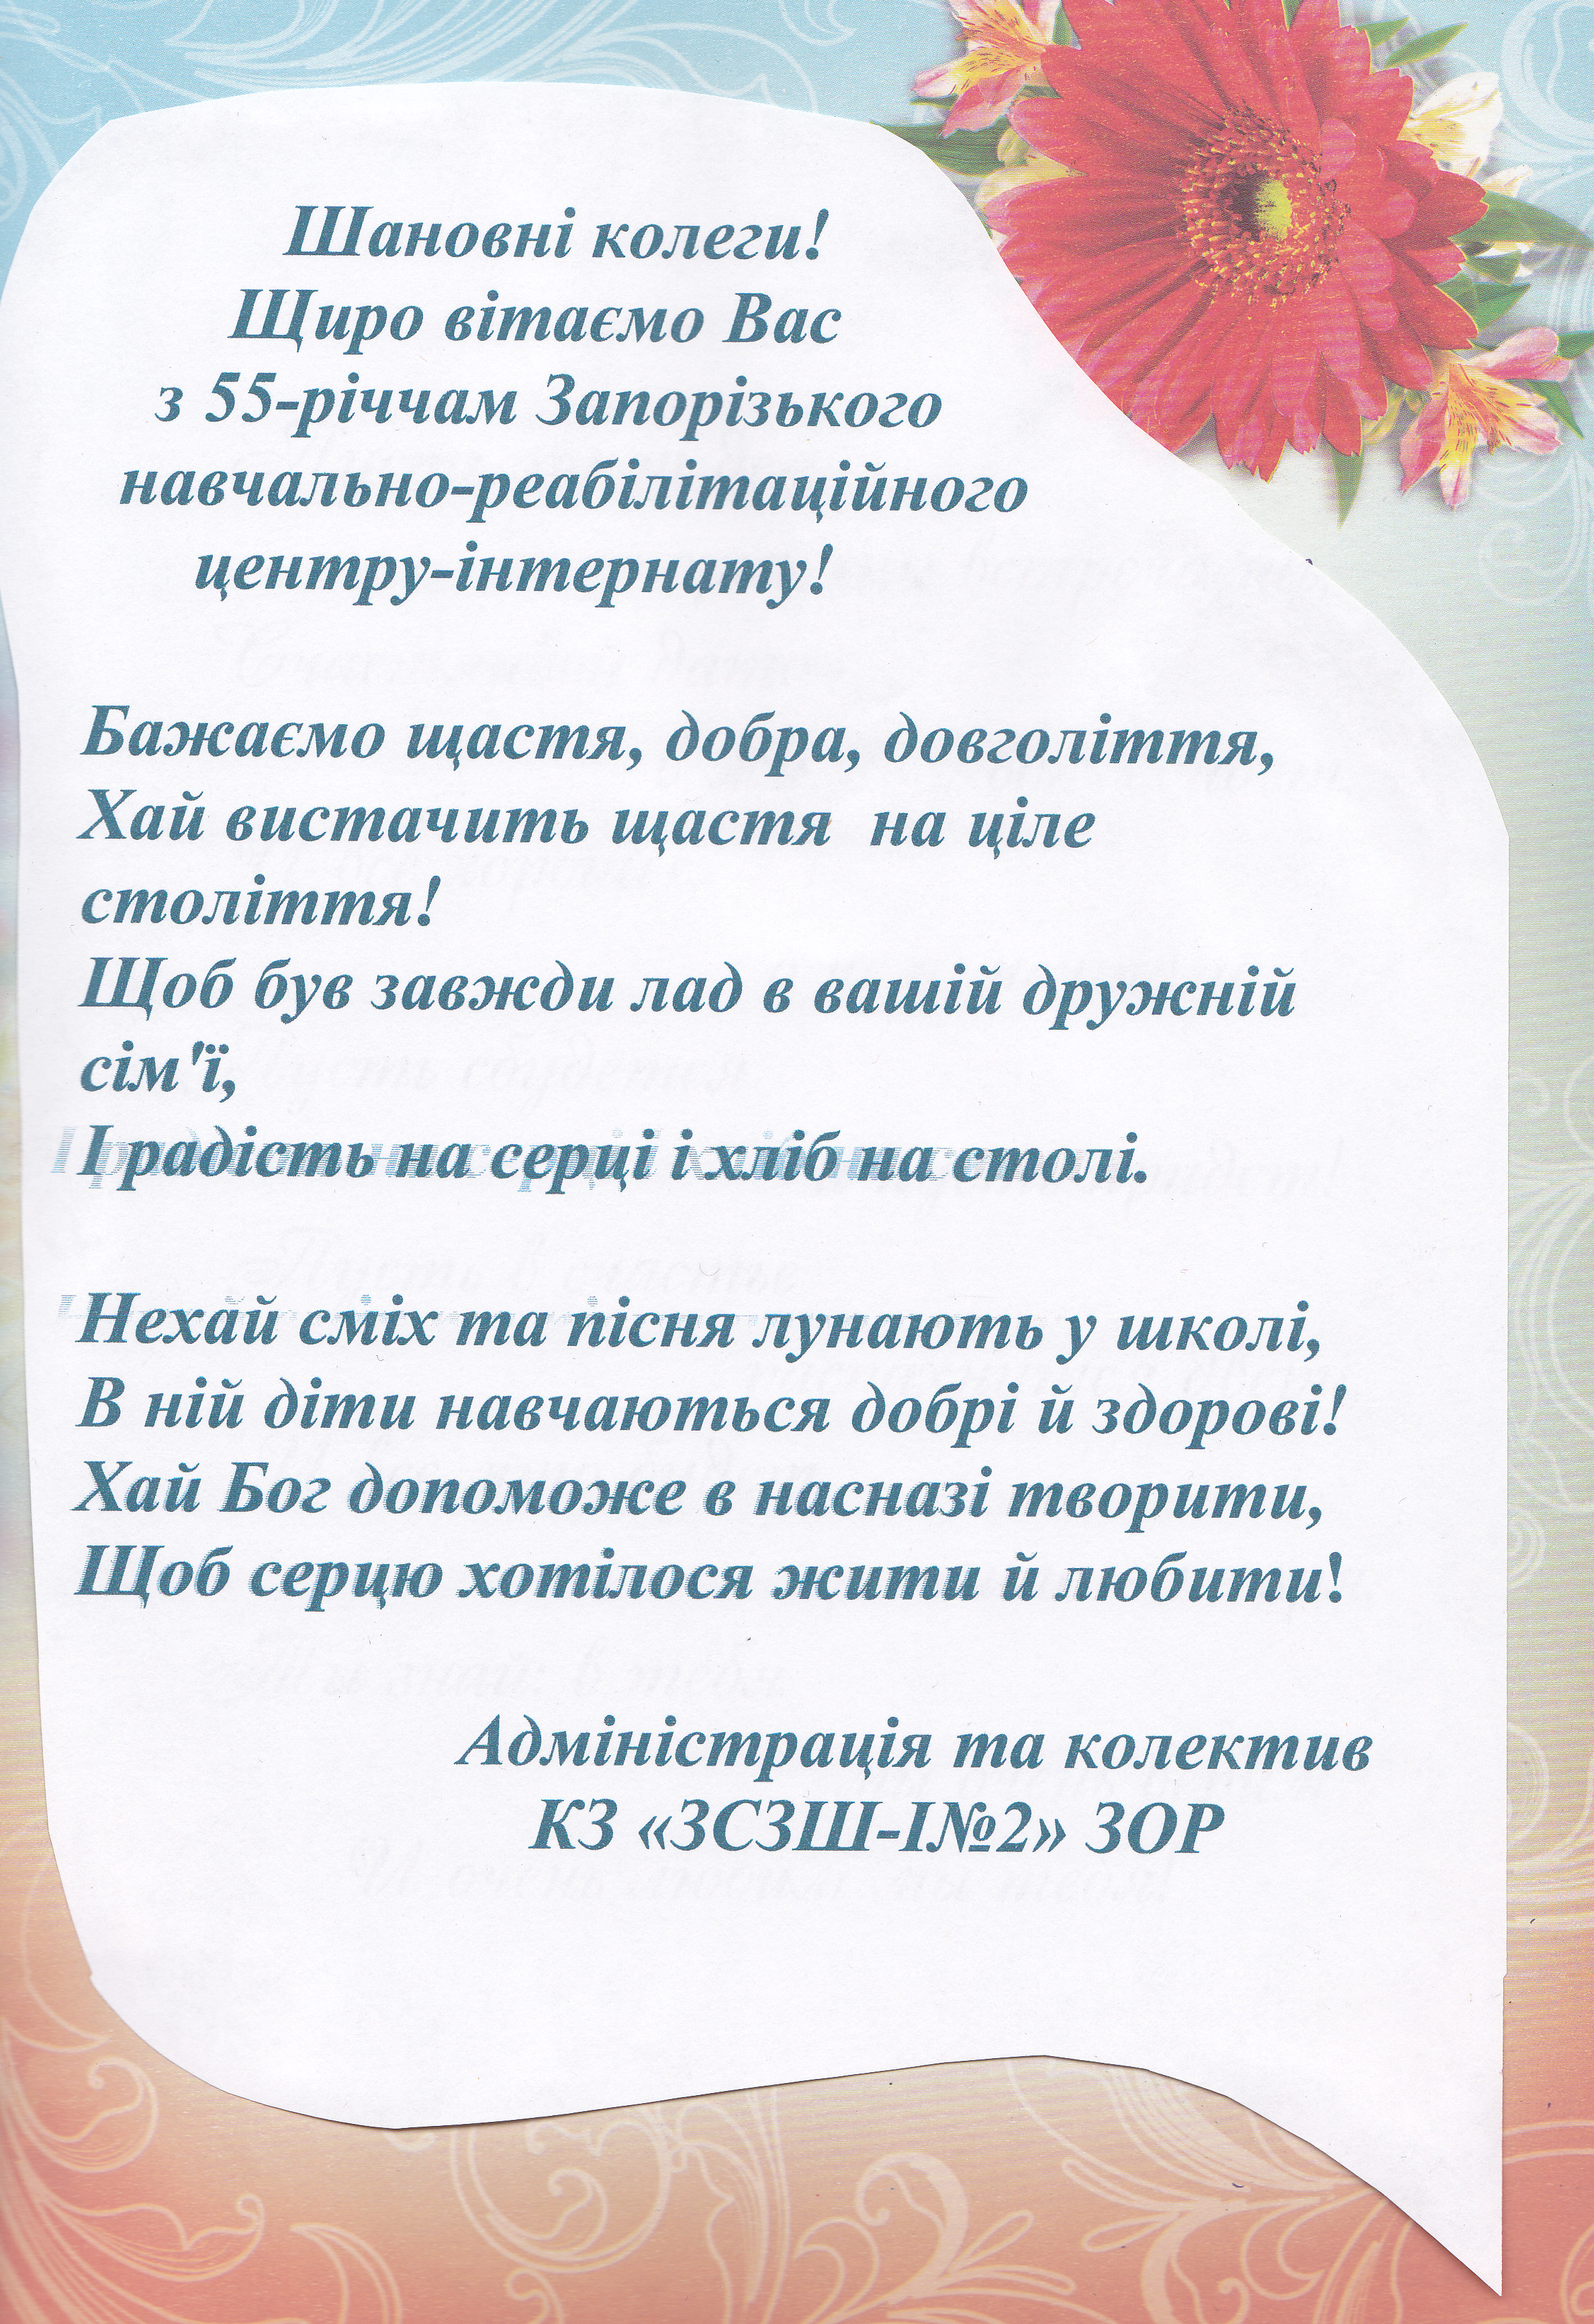 Шановні колеги!
Щиро вітаємо Вас
з 55-річчам Запорізького
навчально-реабілітаційного
центру-інтернату!
Бажаємо щастя, добра, довголіття,
Хай вистачить щастя на ціле
століття!
Щоб був завжди лад в вашій дружній
сім'ї,
І радість на серці і хліб на столі.
Нехай сміх та пісня лунають у школі,
В ній діти навчаються добрі й здорові!
Хай Бог допоможе в насназі творити,
Щоб серцю хотілося жити й любити!
Адміністрація та колектив
КЗ «ЗСЗШ-І№2» ЗОР